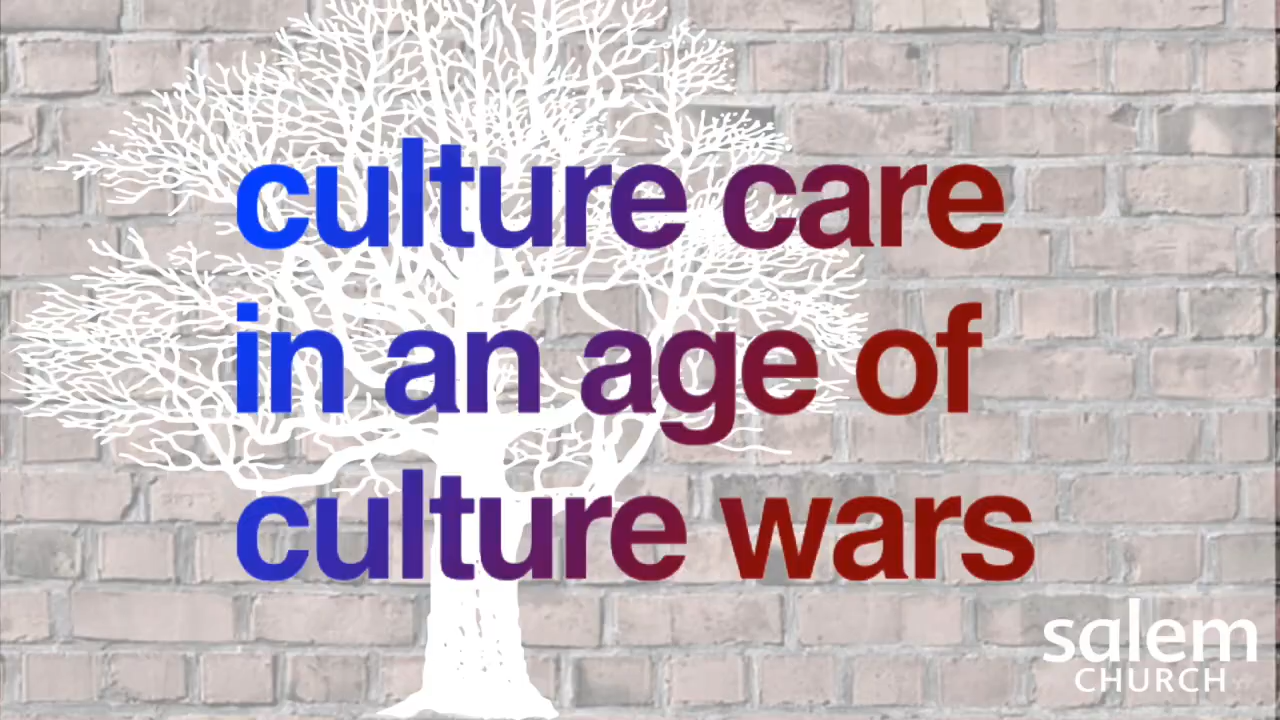 culture care
in an age of
culture wars
salem
CHURCH